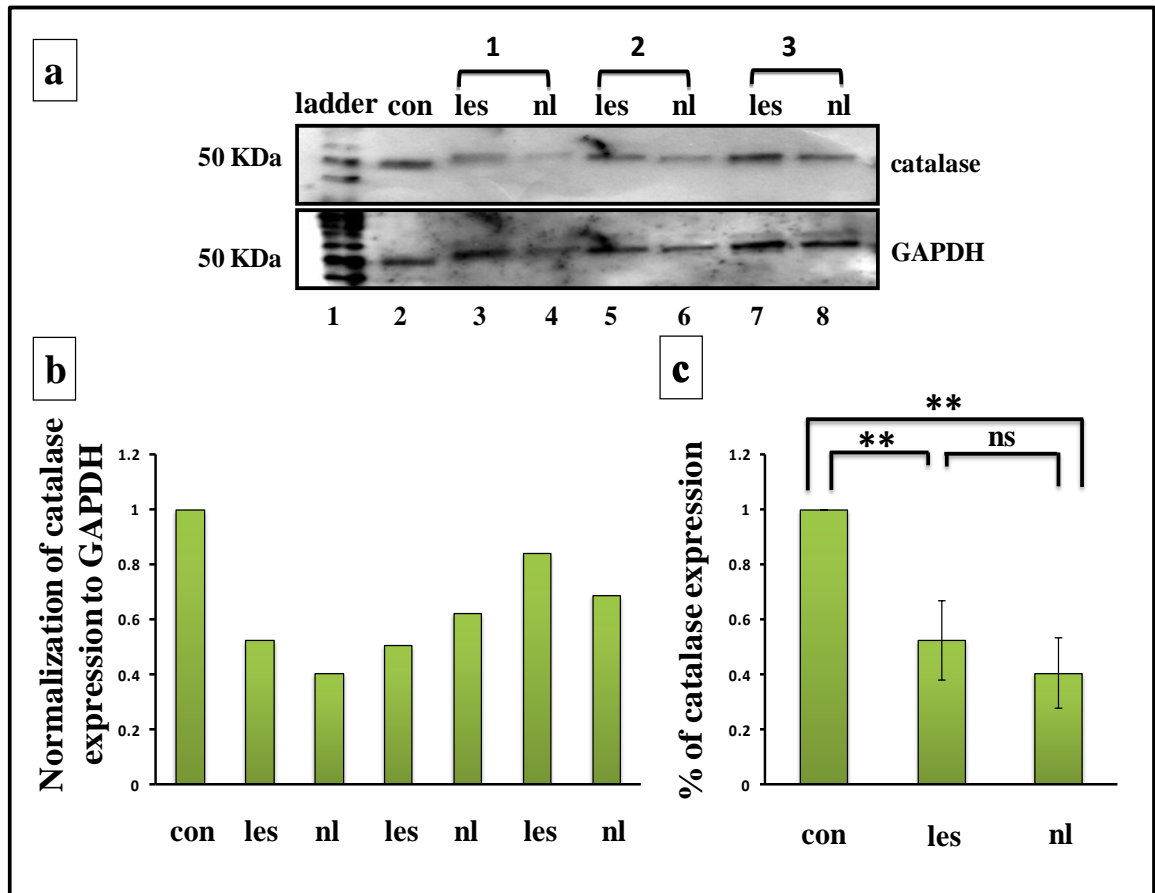 a
1 2 3
ladder con les nl les nl les nl
50 KDa
catalase
50 KDa
GAPDH
1 2 3 4 5 6 7 8
b
Normalization of catalase
expression to GAPDH
1.2
1
0.8
0.6
0.4
0.2
0
con les nl les nl les nl
c
**
**
ns
% of catalase expression
1.2
1
0.8
0.6
0.4
0.2
0
con les nl